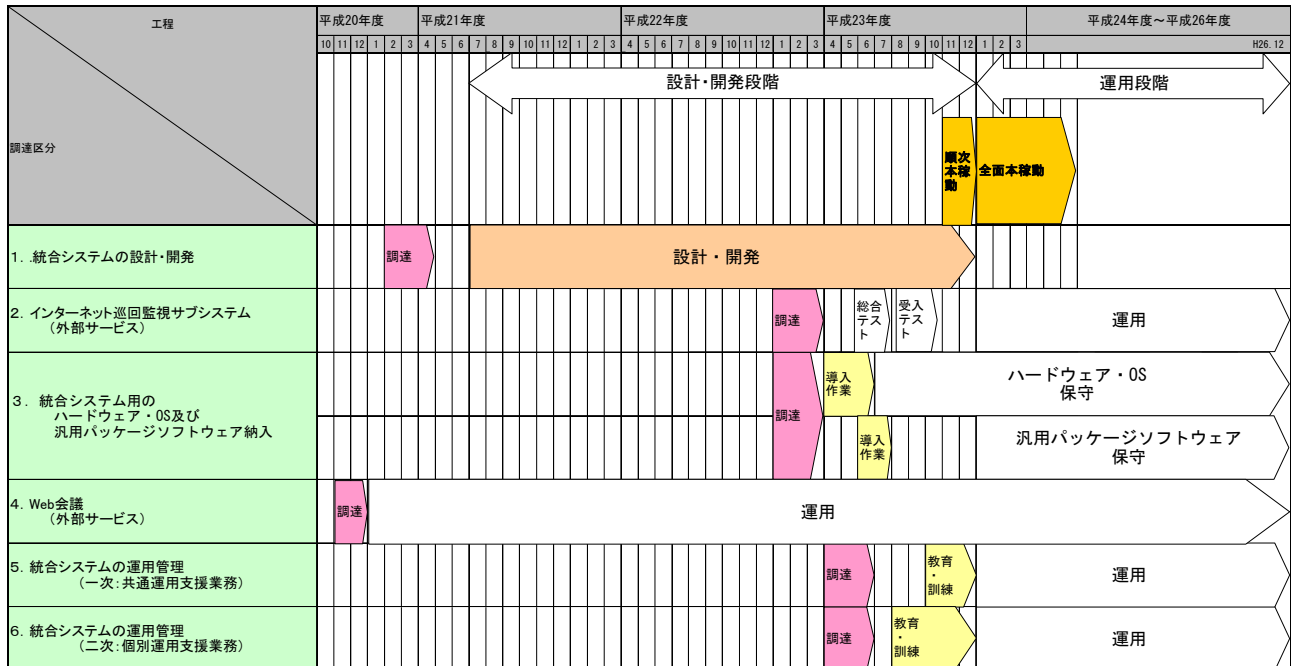 工程
平成20年度 平成21年度 平成22年度 平成23年度 平成24年度～平成26年度
10 11 12 1 2 3 4 5 6 7 8 9 10 11 12 1 2 3 4 5 6 7 8 9 10 11 12 1 2 3 4 5 6 7 8 9 10 11 12 1 2 3 H26.12
設計・開発段階 運用段階
調達区分
順次
本稼
動
全面本稼動
1. .統合システムの設計・開発
調達
設計・開発
2. インターネット巡回監視サブシステム
（外部サービス）
調達
総合
テス
ト
受入
テス
ト
運用
3. 統合システム用の
ハードウェア・OS及び
汎用パッケージソフトウェア納入
調達
導入
作業
ハードウェア・OS
保守
導入
作業
汎用パッケージソフトウェア
保守
4. Web会議
（外部サービス）
調達
運用
5. 統合システムの運用管理
（一次：共通運用支援業務）
調達
教育
・
訓練
運用
6. 統合システムの運用管理
（二次：個別運用支援業務）
調達
教育
・
訓練
運用